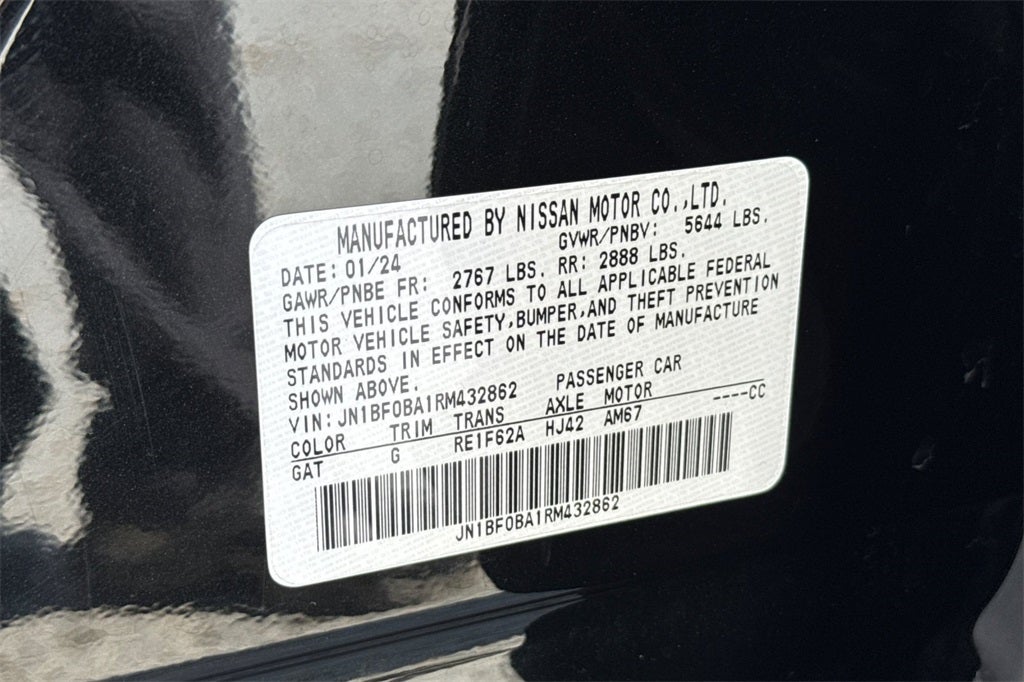 MANUFACTURED BY NISSAN MOTOR CO.,LTD.
DATE: 01/24 GVWR/PNBV: 5644 LBS.
GAWR/PNBE FR: 2767 LBS. RR: 2888 LBS.
THIS VEHICLE CONFORMS TO ALL APPLICABLE FEDERAL
MOTOR VEHICLE SAFETY,BUMPER,AND THEFT PREVENTION
STANDARDS IN EFFECT ON THE DATE OF MANUFACTURE
SHOWN ABOVE.
VIN: JN1BF0BA1RM432862 PASSENGER CAR
COLOR TRIM TRANS AXLE MOTOR
GAT G RE1F62A HJ42 AM67 ----CC
JN1BF0BA1RM432862